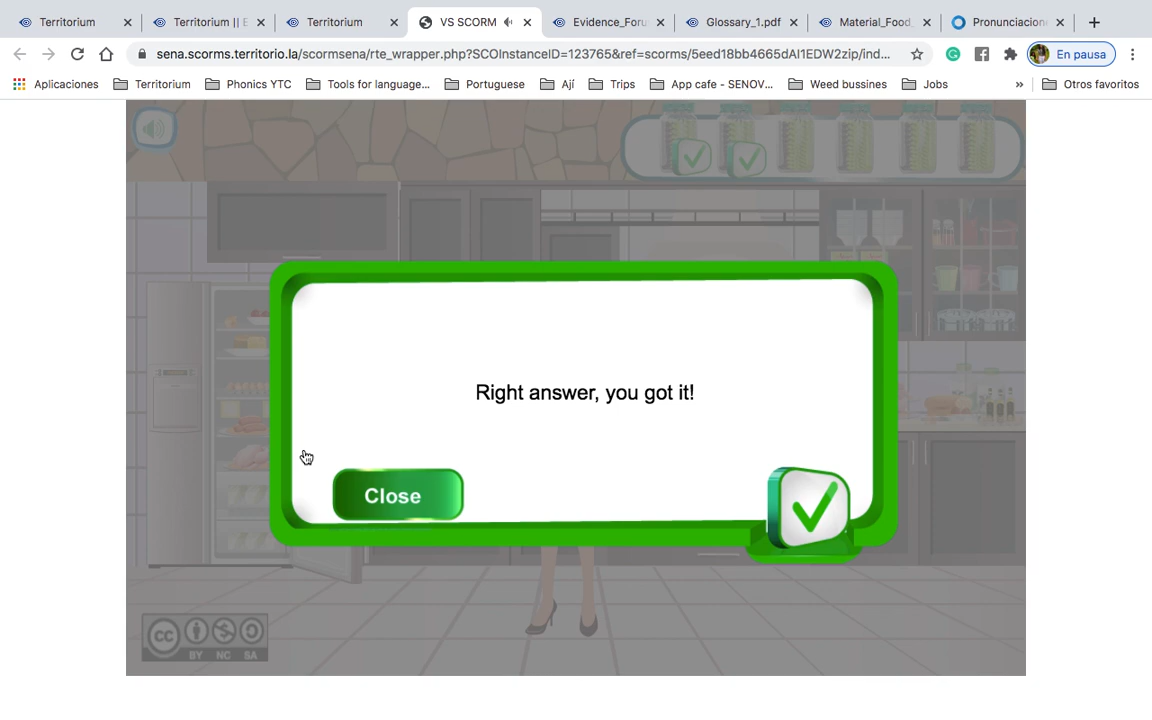 Territorium
Territorium || E
Territorium
VS SCORM
Evidence_Foru
Glossary_1.pdf
Material_Food_
Pronunciacion
sena.scorms.territorio.la/scormsena/rte_wrapper.php?SCOInstanceID=123765&ref=scorms/5eed18bb4665dAI1EDW2zip/ind...
En pausa
Aplicaciones
Territorium
Phonics YTC
Tools for language...
Portuguese
Ají
Trips
App cafe - SENOV...
Weed bussines
Jobs
»
Otros favoritos
Right answer, you got it!
Close
cc
BY NC SA